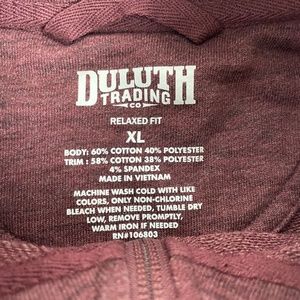 DULUTH
TRADING
CO
RELAXED FIT
XL
BODY: 60% COTTON 40% POLYESTER
TRIM : 58% COTTON 38% POLYESTER
4% SPANDEX
MADE IN VIETNAM
MACHINE WASH COLD WITH LIKE
COLORS, ONLY NON-CHLORINE
BLEACH WHEN NEEDED, TUMBLE DRY
LOW, REMOVE PROMPTLY,
WARM IRON IF NEEDED
RN#106803